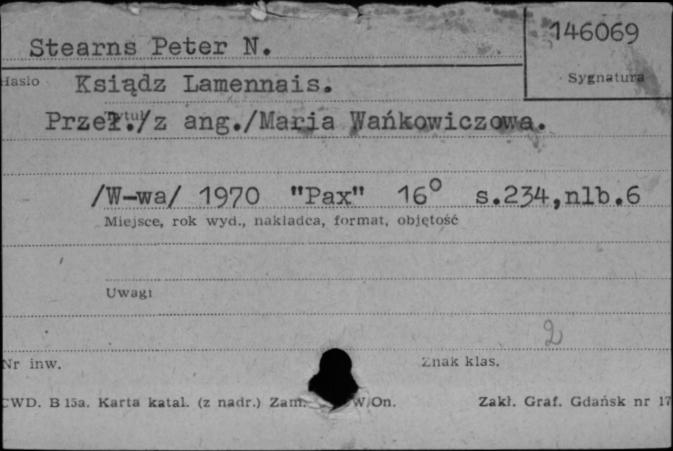 Stearns Peter N.
146069
Hasło
Sygnatura
Ksiądz Lamennais.
Tytuł
Przeł./z ang./Maria Wańkowiczowa.
/W-wa/ 1970 "Pax" 16° s.234,nlb.6
Miejsce, rok wyd., nakładca, format, objętość
Uwagi
2
Nr inw.
Znak klas.
CWD. B 15a. Karta katal. (z nadr.) Zam. W/On.
Zakł. Graf. Gdańsk nr 17